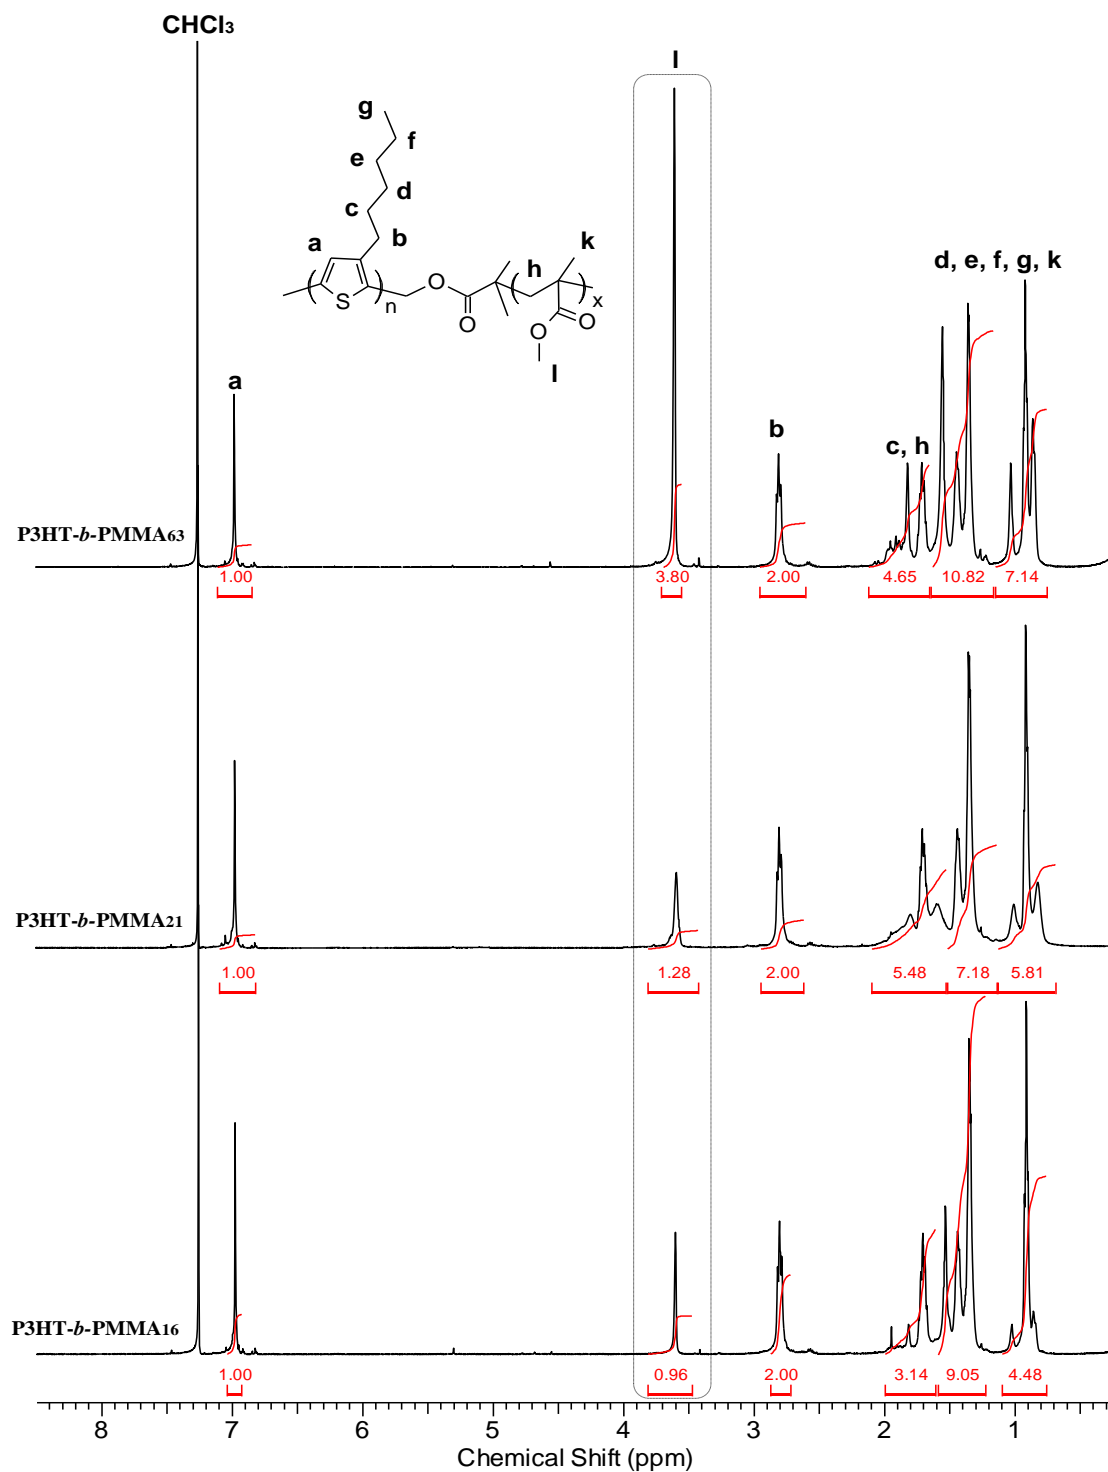 CHCl3
l
g
f
e
d
c
a
b
k
h
d, e, f, g, k
O
S
n
O
x
O
O
l
a
b
c, h
P3HT-b-PMMA63
1.00
3.80
2.00
4.65
10.82
7.14
P3HT-b-PMMA21
1.00
1.28
2.00
5.48
7.18
5.81
P3HT-b-PMMA16
1.00
0.96
2.00
3.14
9.05
4.48
8
7
6
5
4
3
2
1
Chemical Shift (ppm)